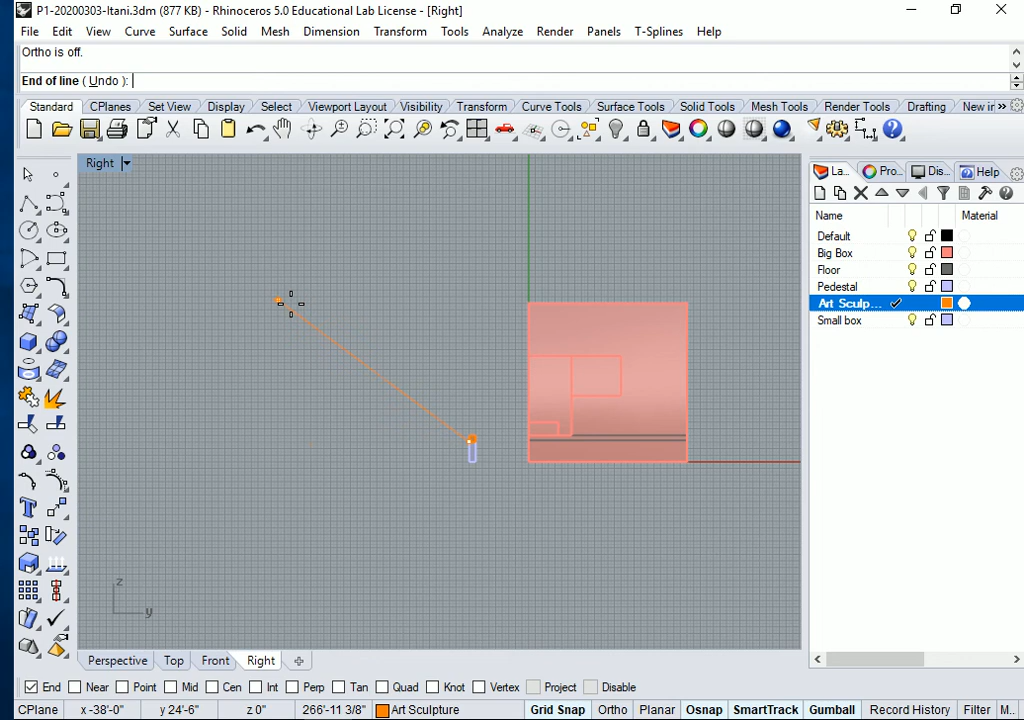 P1-20200303-Itani.3dm (877 KB) - Rhinoceros 5.0 Educational Lab License - [Right]
File Edit View Curve Surface Solid Mesh Dimension Transform Tools Analyze Render Panels T-Splines Help
Ortho is off.
End of line ( Undo ):
Standard CPlanes Set View Display Select Viewport Layout Visibility Transform Curve Tools Surface Tools Solid Tools Mesh Tools Render Tools Drafting New in »
Right
La... Pro... Dis... Help
Name Material
Default
Big Box
Floor
Pedestal
Art Sculp...
Small box
z
y
Perspective Top Front Right
End Near Point Mid Cen Int Perp Tan Quad Knot Vertex Project Disable
CPlane x -38'-0" y 24'-6" z 0" 266'-11 3/8" Art Sculpture Grid Snap Ortho Planar Osnap SmartTrack Gumball Record History Filter M...